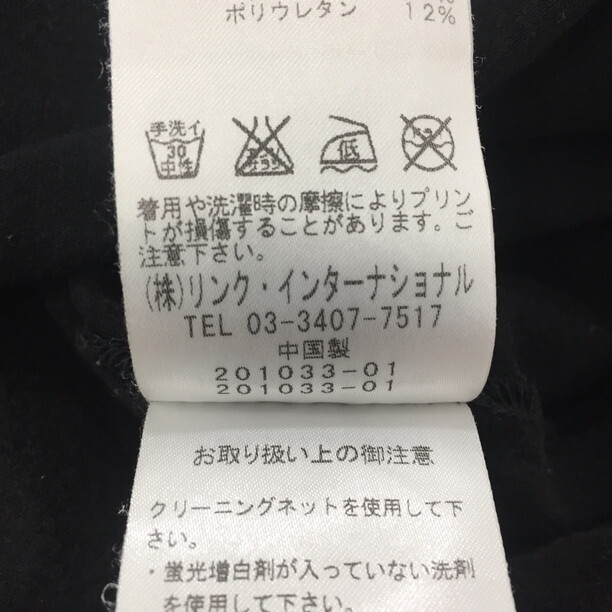 ポリウレタン 12%
手洗イ
30
中性
エンソ
サラシ
低
ドライ
着用や洗濯時の摩擦によりプリン
トが損傷することがあります。ご
注意下さい。
(株)リンク・インターナショナル
TEL 03-3407-7517
中国製
201033-01
201033-01
お取り扱い上の御注意
クリーニングネットを使用して下
さい。
・蛍光増白剤が入っていない洗剤
を使用して